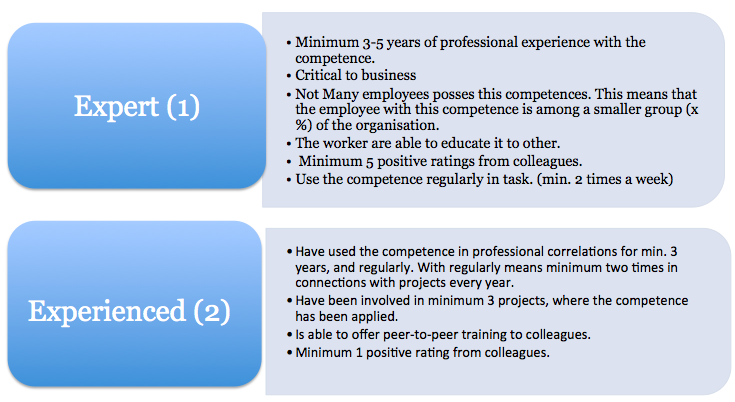 Expert (1)
• Minimum 3-5 years of professional experience with the
competence.
• Critical to business
• Not Many employees posses this competences. This means that
the employee with this competence is among a smaller group (x
%) of the organisation.
• The worker are able to educate it to other.
• Minimum 5 positive ratings from colleagues.
• Use the competence regularly in task. (min. 2 times a week)
Experienced (2)
• Have used the competence in professional correlations for min. 3
years, and regularly. With regularly means minimum two times in
connections with projects every year.
• Have been involved in minimum 3 projects, where the competence
has been applied.
• Is able to offer peer-to-peer training to colleagues.
• Minimum 1 positive rating from colleagues.